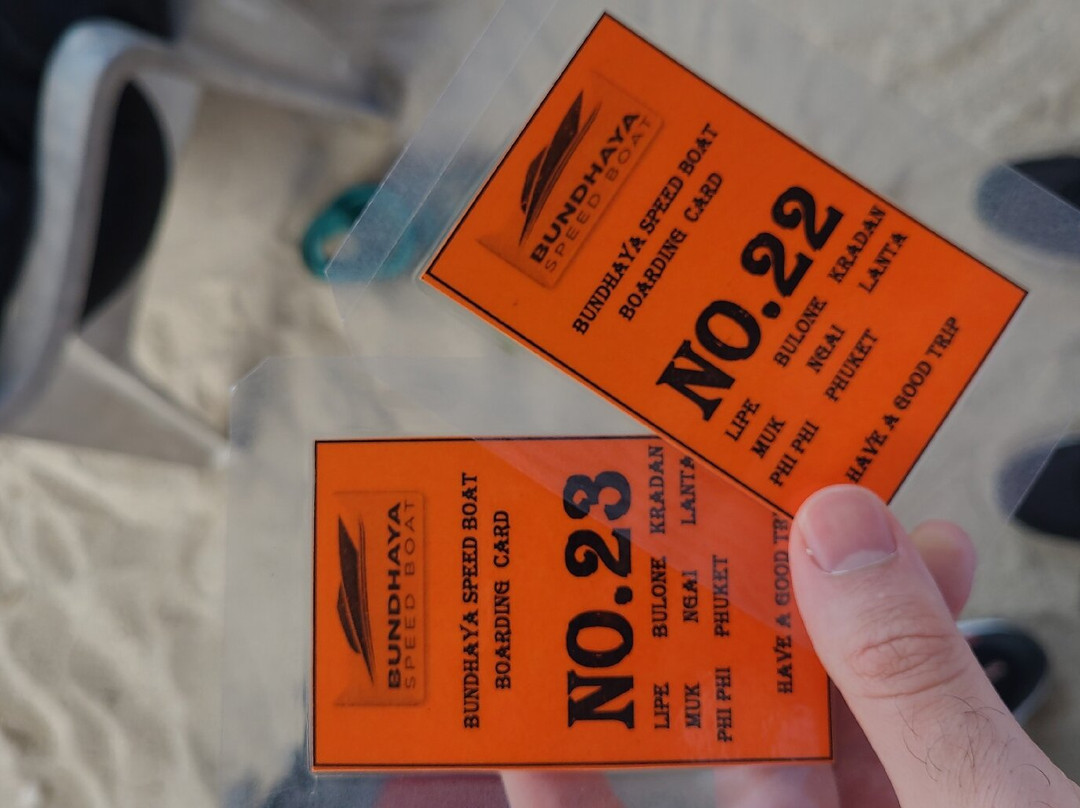 BUNDHAYA
SPEED BOAT
BUNDHAYA SPEED BOAT
BOARDING CARD
NO.22
LIPE BULONE KRADAN
MUK NGAI LANTA
PHI PHI PHUKET
HAVE A GOOD TRIP
BUNDHAYA
SPEED BOAT
BUNDHAYA SPEED BOAT
BOARDING CARD
NO.23
LIPE BULONE KRADAN
MUK NGAI LANTA
PHI PHI PHUKET
HAVE A GOOD